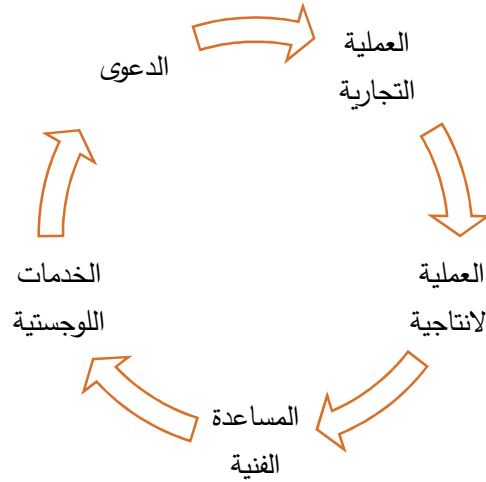 العملية
التجارية
العملية
لانتاجية
المساعدة
الفنية
الخدمات
اللوجستية
الدعوى